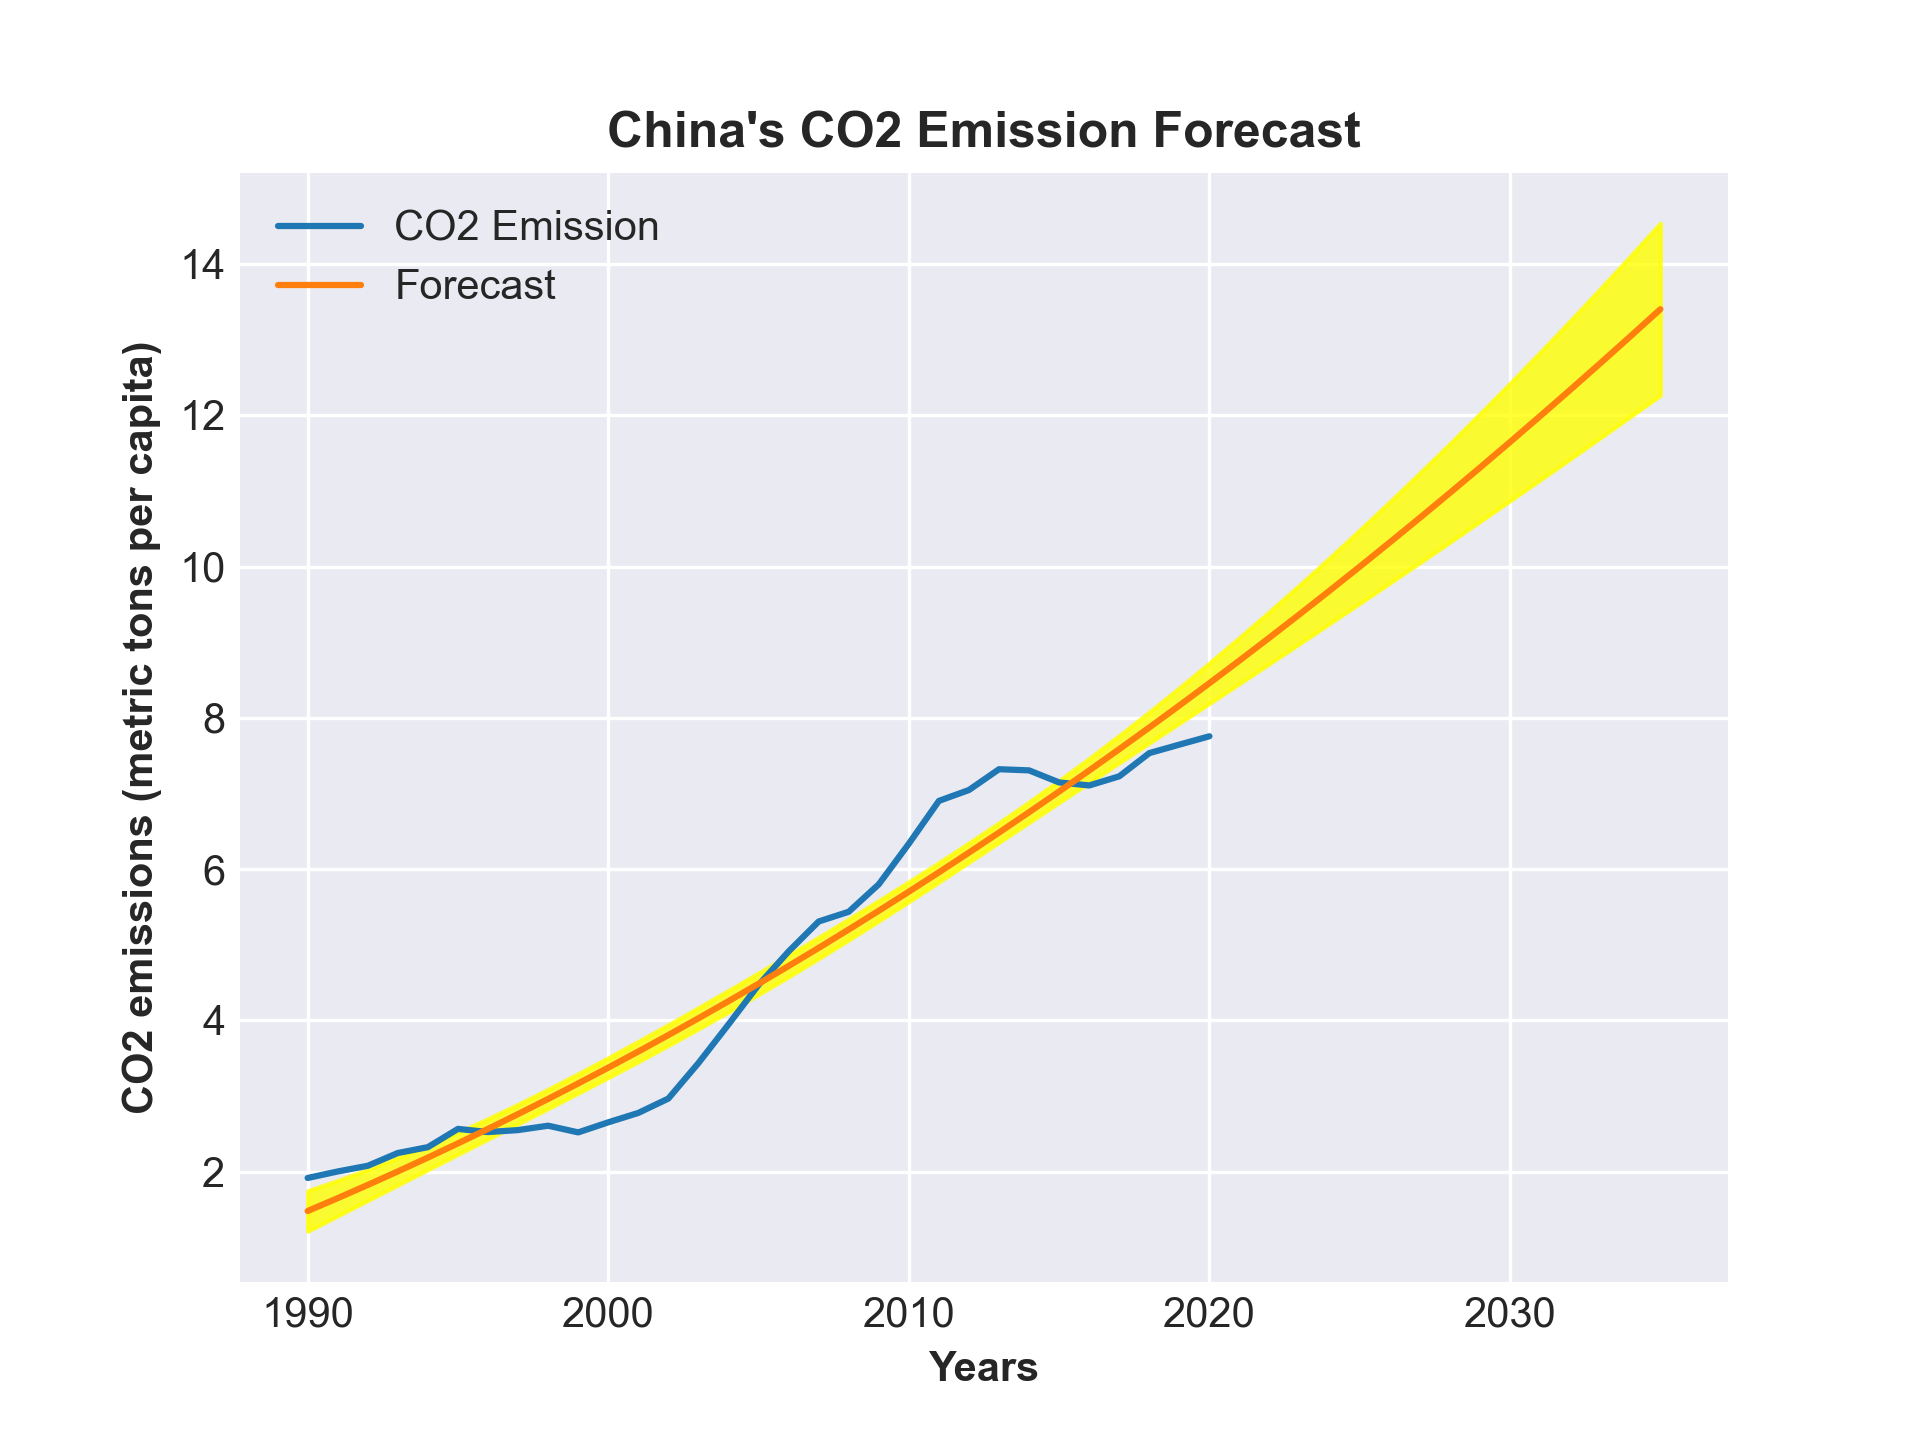 China's CO2 Emission Forecast
CO2 Emission
Forecast
CO2 emissions (metric tons per capita)
14
12
10
8
6
4
2
1990 2000 2010 2020 2030
Years